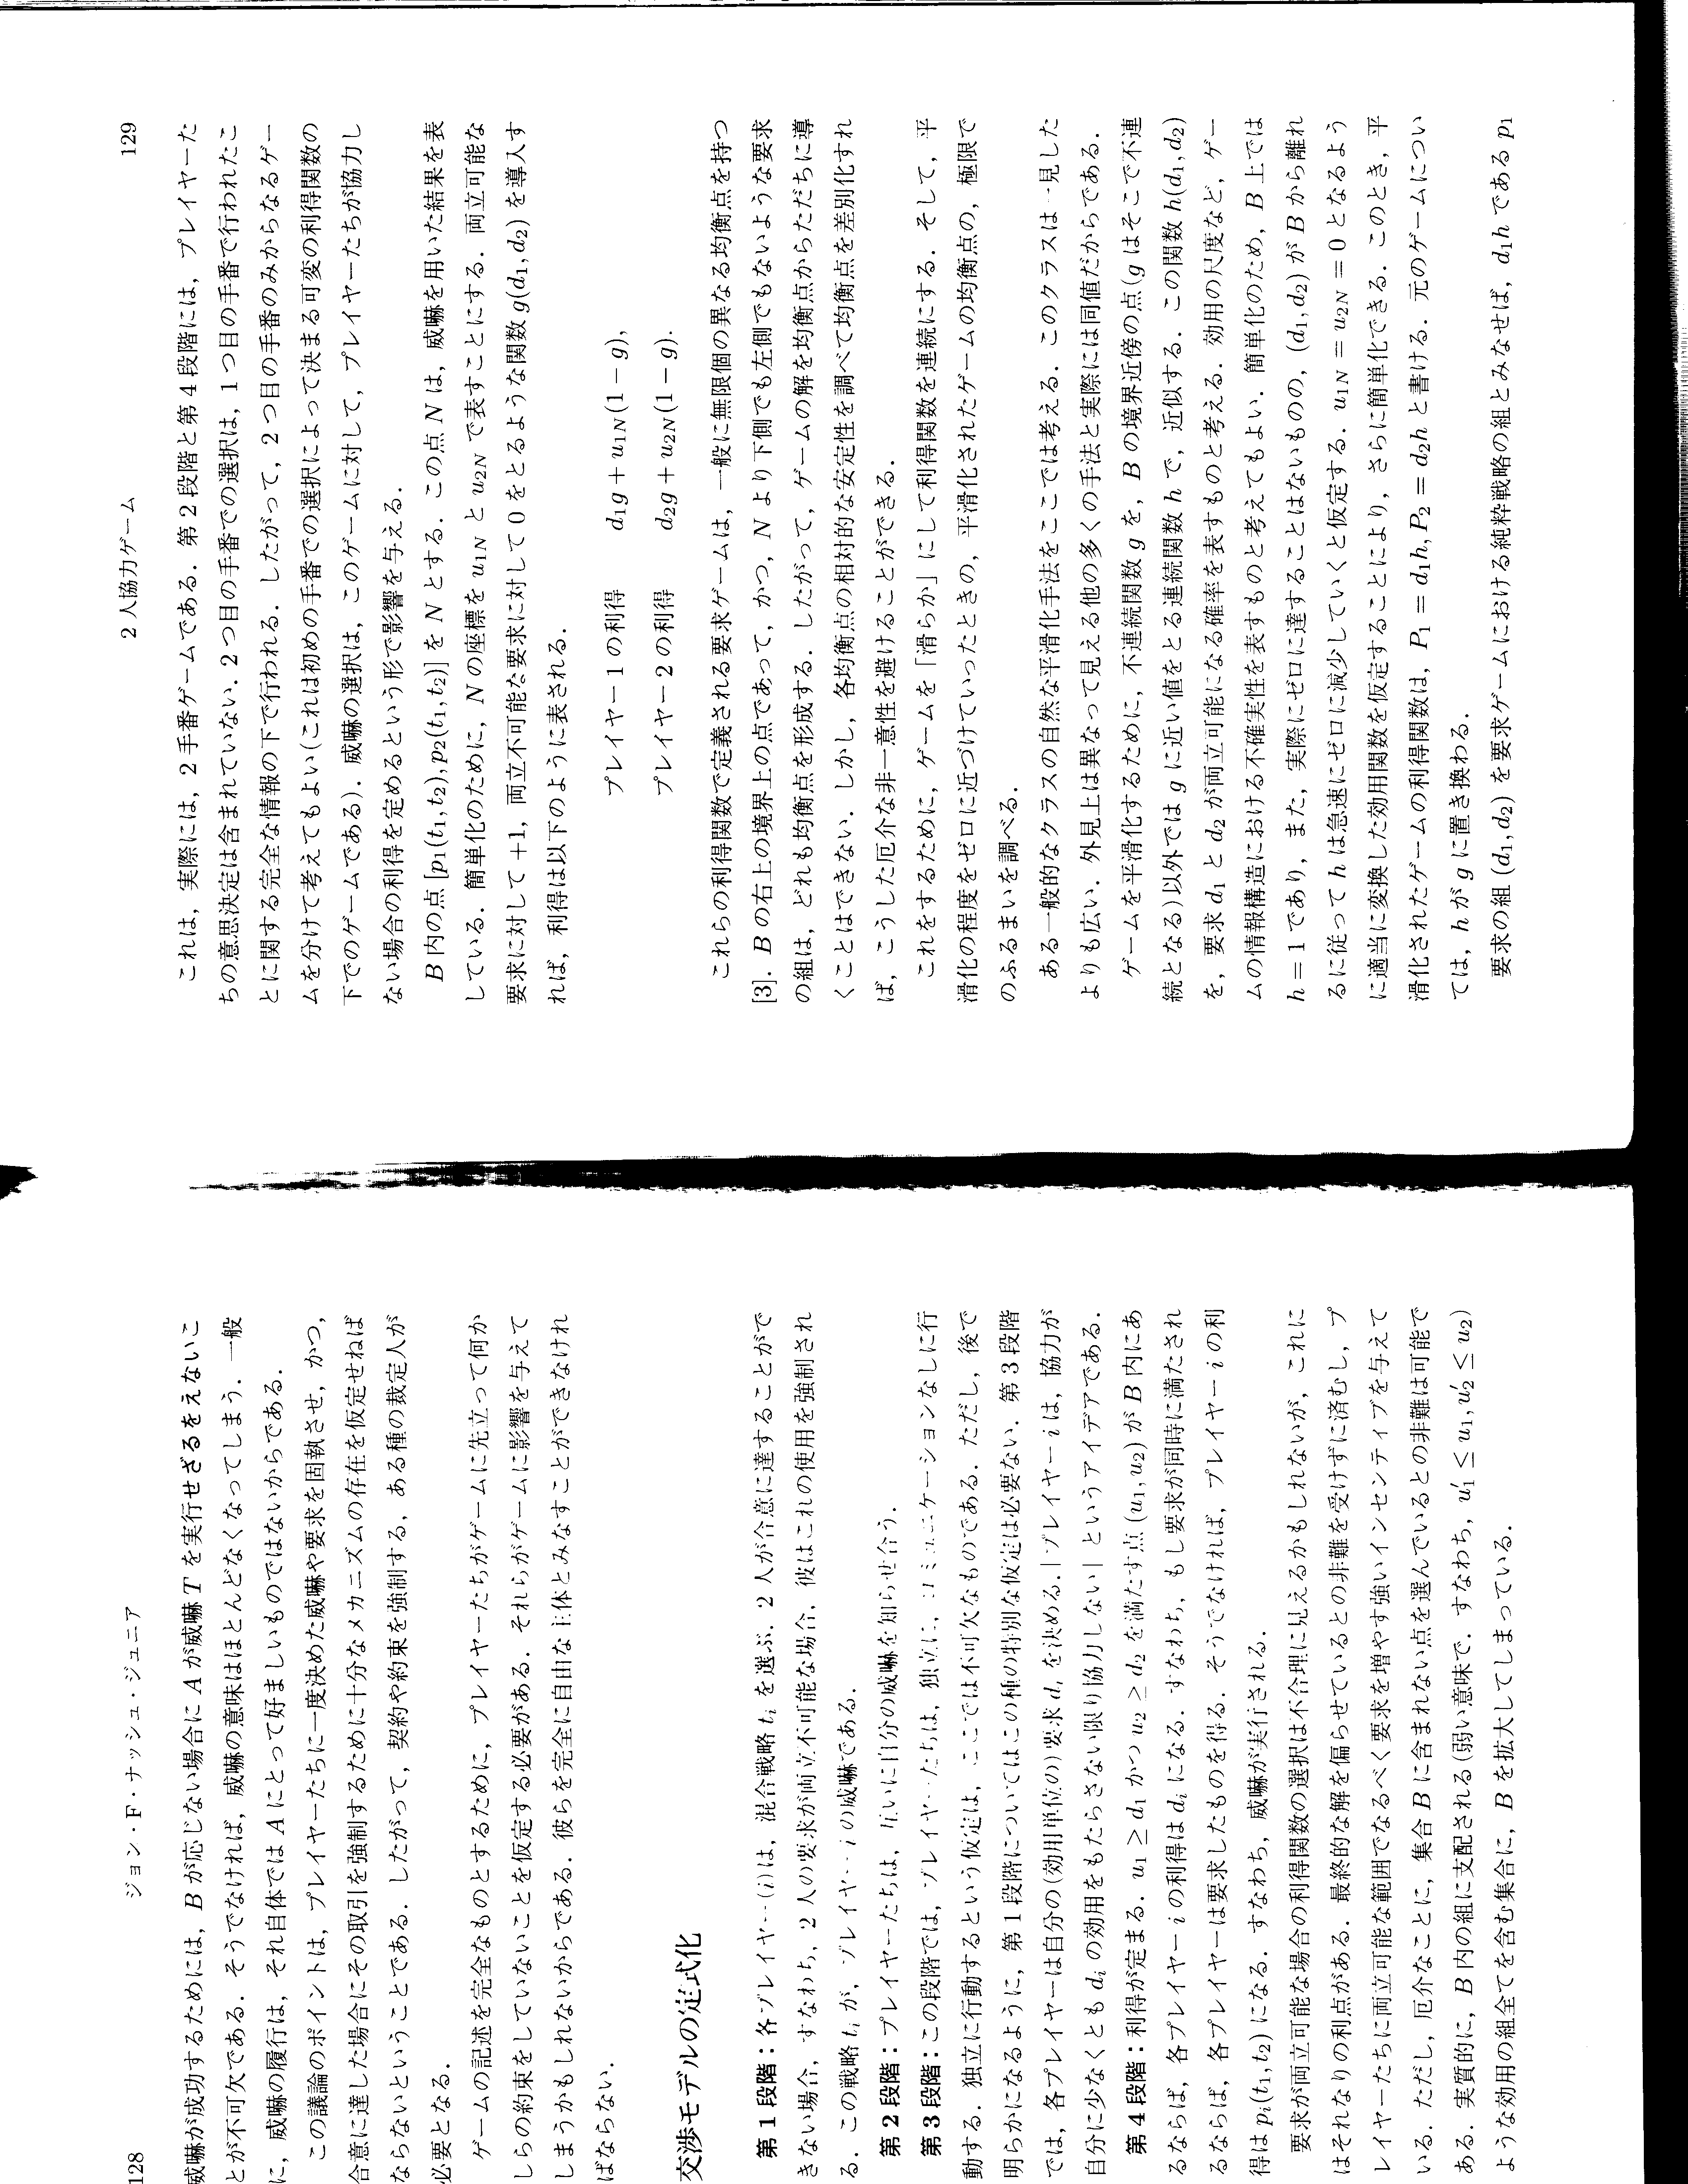 128
ジョン・F・ナッシュ・ジュニア
威嚇が成功するためには，B が応じない場合に A が威嚇 T を実行せざるをえないこ
とが不可欠である．そうでなければ，威嚇の意味はほとんどなくなってしまう．一般
に，威嚇の履行は，それ自体では A にとって好ましいものではないからである．
この議論のポイントは，プレイヤーたちに一度決めた威嚇や要求を固執させ，かつ，
合意に達した場合にその取引を強制するために十分なメカニズムの存在を仮定せねば
ならないということである．したがって，契約や約束を強制する，ある種の裁定人が
必要となる．
ゲームの記述を完全なものとするために，プレイヤーたちがゲームに先立って何か
しらの約束をしていないことを仮定する必要がある．それらがゲームに影響を与えて
しまうかもしれないからである．彼らを完全に自由な主体とみなすことができなけれ
ばならない．
交渉モデルの定式化
第 1 段階：各プレイヤー(i)は，混合戦略 t_i を選ぶ．2 人が合意に達することがで
きない場合，すなわち，2 人の要求が両立不可能な場合，彼はこれの使用を強制され
る．この戦略 t_i が，プレイヤー i の威嚇である．
第 2 段階：プレイヤーたちは，互いに自分の威嚇を知らせ合う．
第 3 段階：この段階では，プレイヤーたちは，独立に，コミュニケーションなしに行
動する．独立に行動するという仮定は，ここでは不可欠なものである．ただし，後で
明らかになるように，第 1 段階についてはこの種の特別な仮定は必要ない．第 3 段階
では，各プレイヤーは自分の(効用単位の)要求 d_i を決める．「プレイヤー i は，協力が
自分に少なくとも d_i の効用をもたらさない限り協力しない」というアイデアである．
第 4 段階：利得が定まる．u_1 ≥ d_1 かつ u_2 ≥ d_2 を満たす点 (u_1, u_2) が B 内にあ
るならば，各プレイヤー i の利得は d_i になる．すなわち，もし要求が同時に満たされ
るならば，各プレイヤーは要求したものを得る．そうでなければ，プレイヤー i の利
得は p_i(t_1, t_2) になる．すなわち，威嚇が実行される．
要求が両立可能な場合の利得関数の選択は不合理に見えるかもしれないが，これに
はそれなりの利点がある．最終的な解を偏らせているとの非難を受けずに済むし，プ
レイヤーたちに両立可能な範囲でなるべく要求を増やす強いインセンティブを与えて
いる．ただし，厄介なことに，集合 B に含まれない点を選んでいるとの非難は可能で
ある．実質的に，B 内の組に支配される(弱い意味で．すなわち，u_1′ ≤ u_1, u_2′ ≤ u_2)
ような効用の組全てを含む集合に，B を拡大してしまっている．
2 人協力ゲーム
129
これは，実際には，2 手番ゲームである．第 2 段階と第 4 段階には，プレイヤーた
ちの意思決定は含まれていない．2 つ目の手番での選択は，1 つ目の手番で行われたこ
とに関する完全な情報の下で行われる．したがって，2 つ目の手番のみからなるゲー
ムを分けて考えてもよい(これは初めの手番での選択によって決まる可変の利得関数の
下でのゲームである)．威嚇の選択は，このゲームに対して，プレイヤーたちが協力し
ない場合の利得を定めるという形で影響を与える．
B 内の点 [p_1(t_1, t_2), p_2(t_1, t_2)] を N とする．この点 N は，威嚇を用いた結果を表
している．簡単化のために，N の座標を u_{1N} と u_{2N} で表すことにする．両立可能な
要求に対して +1，両立不可能な要求に対して 0 をとるような関数 g(d_1, d_2) を導入す
れば，利得は以下のように表される．
プレイヤー 1 の利得 d_1g + u_{1N}(1 − g),
プレイヤー 2 の利得 d_2g + u_{2N}(1 − g).
これらの利得関数で定義される要求ゲームは，一般に無限個の異なる均衡点を持つ
[3]．B の右上の境界上の点であって，かつ，N より下側でも左側でもないような要求
の組は，どれも均衡点を形成する．したがって，ゲームの解を均衡点からただちに導
くことはできない．しかし，各均衡点の相対的な安定性を調べて均衡点を差別化すれ
ば，こうした厄介な非一意性を避けることができる．
これをするために，ゲームを「滑らか」にして利得関数を連続にする．そして，平
滑化の程度をゼロに近づけていったときの，平滑化されたゲームの均衡点の，極限で
のふるまいを調べる．
ある一般的なクラスの自然な平滑化手法をここでは考える．このクラスは一見した
よりも広い．外見上は異なって見える他の多くの手法と実際には同値だからである．
ゲームを平滑化するために，不連続関数 g を，B の境界近傍の点(g はそこで不連
続となる)以外では g に近い値をとる連続関数 h で，近似する．この関数 h(d_1, d_2)
を，要求 d_1 と d_2 が両立可能になる確率を表すものと考える．効用の尺度など，ゲー
ムの情報構造における不確実性を表すものと考えてもよい．簡単化のため，B 上では
h = 1 であり，また，実際にゼロに達することはないものの，(d_1, d_2) が B から離れ
るに従って h は急速にゼロに減少していくと仮定する．u_{1N} = u_{2N} = 0 となるよう
に適当に変換した効用関数を仮定することにより，さらに簡単化できる．このとき，平
滑化されたゲームの利得関数は，P_1 = d_1h, P_2 = d_2h と書ける．元のゲームについ
ては，h が g に置き換わる．
要求の組 (d_1, d_2) を要求ゲームにおける純粋戦略の組とみなせば，d_1h である p_1